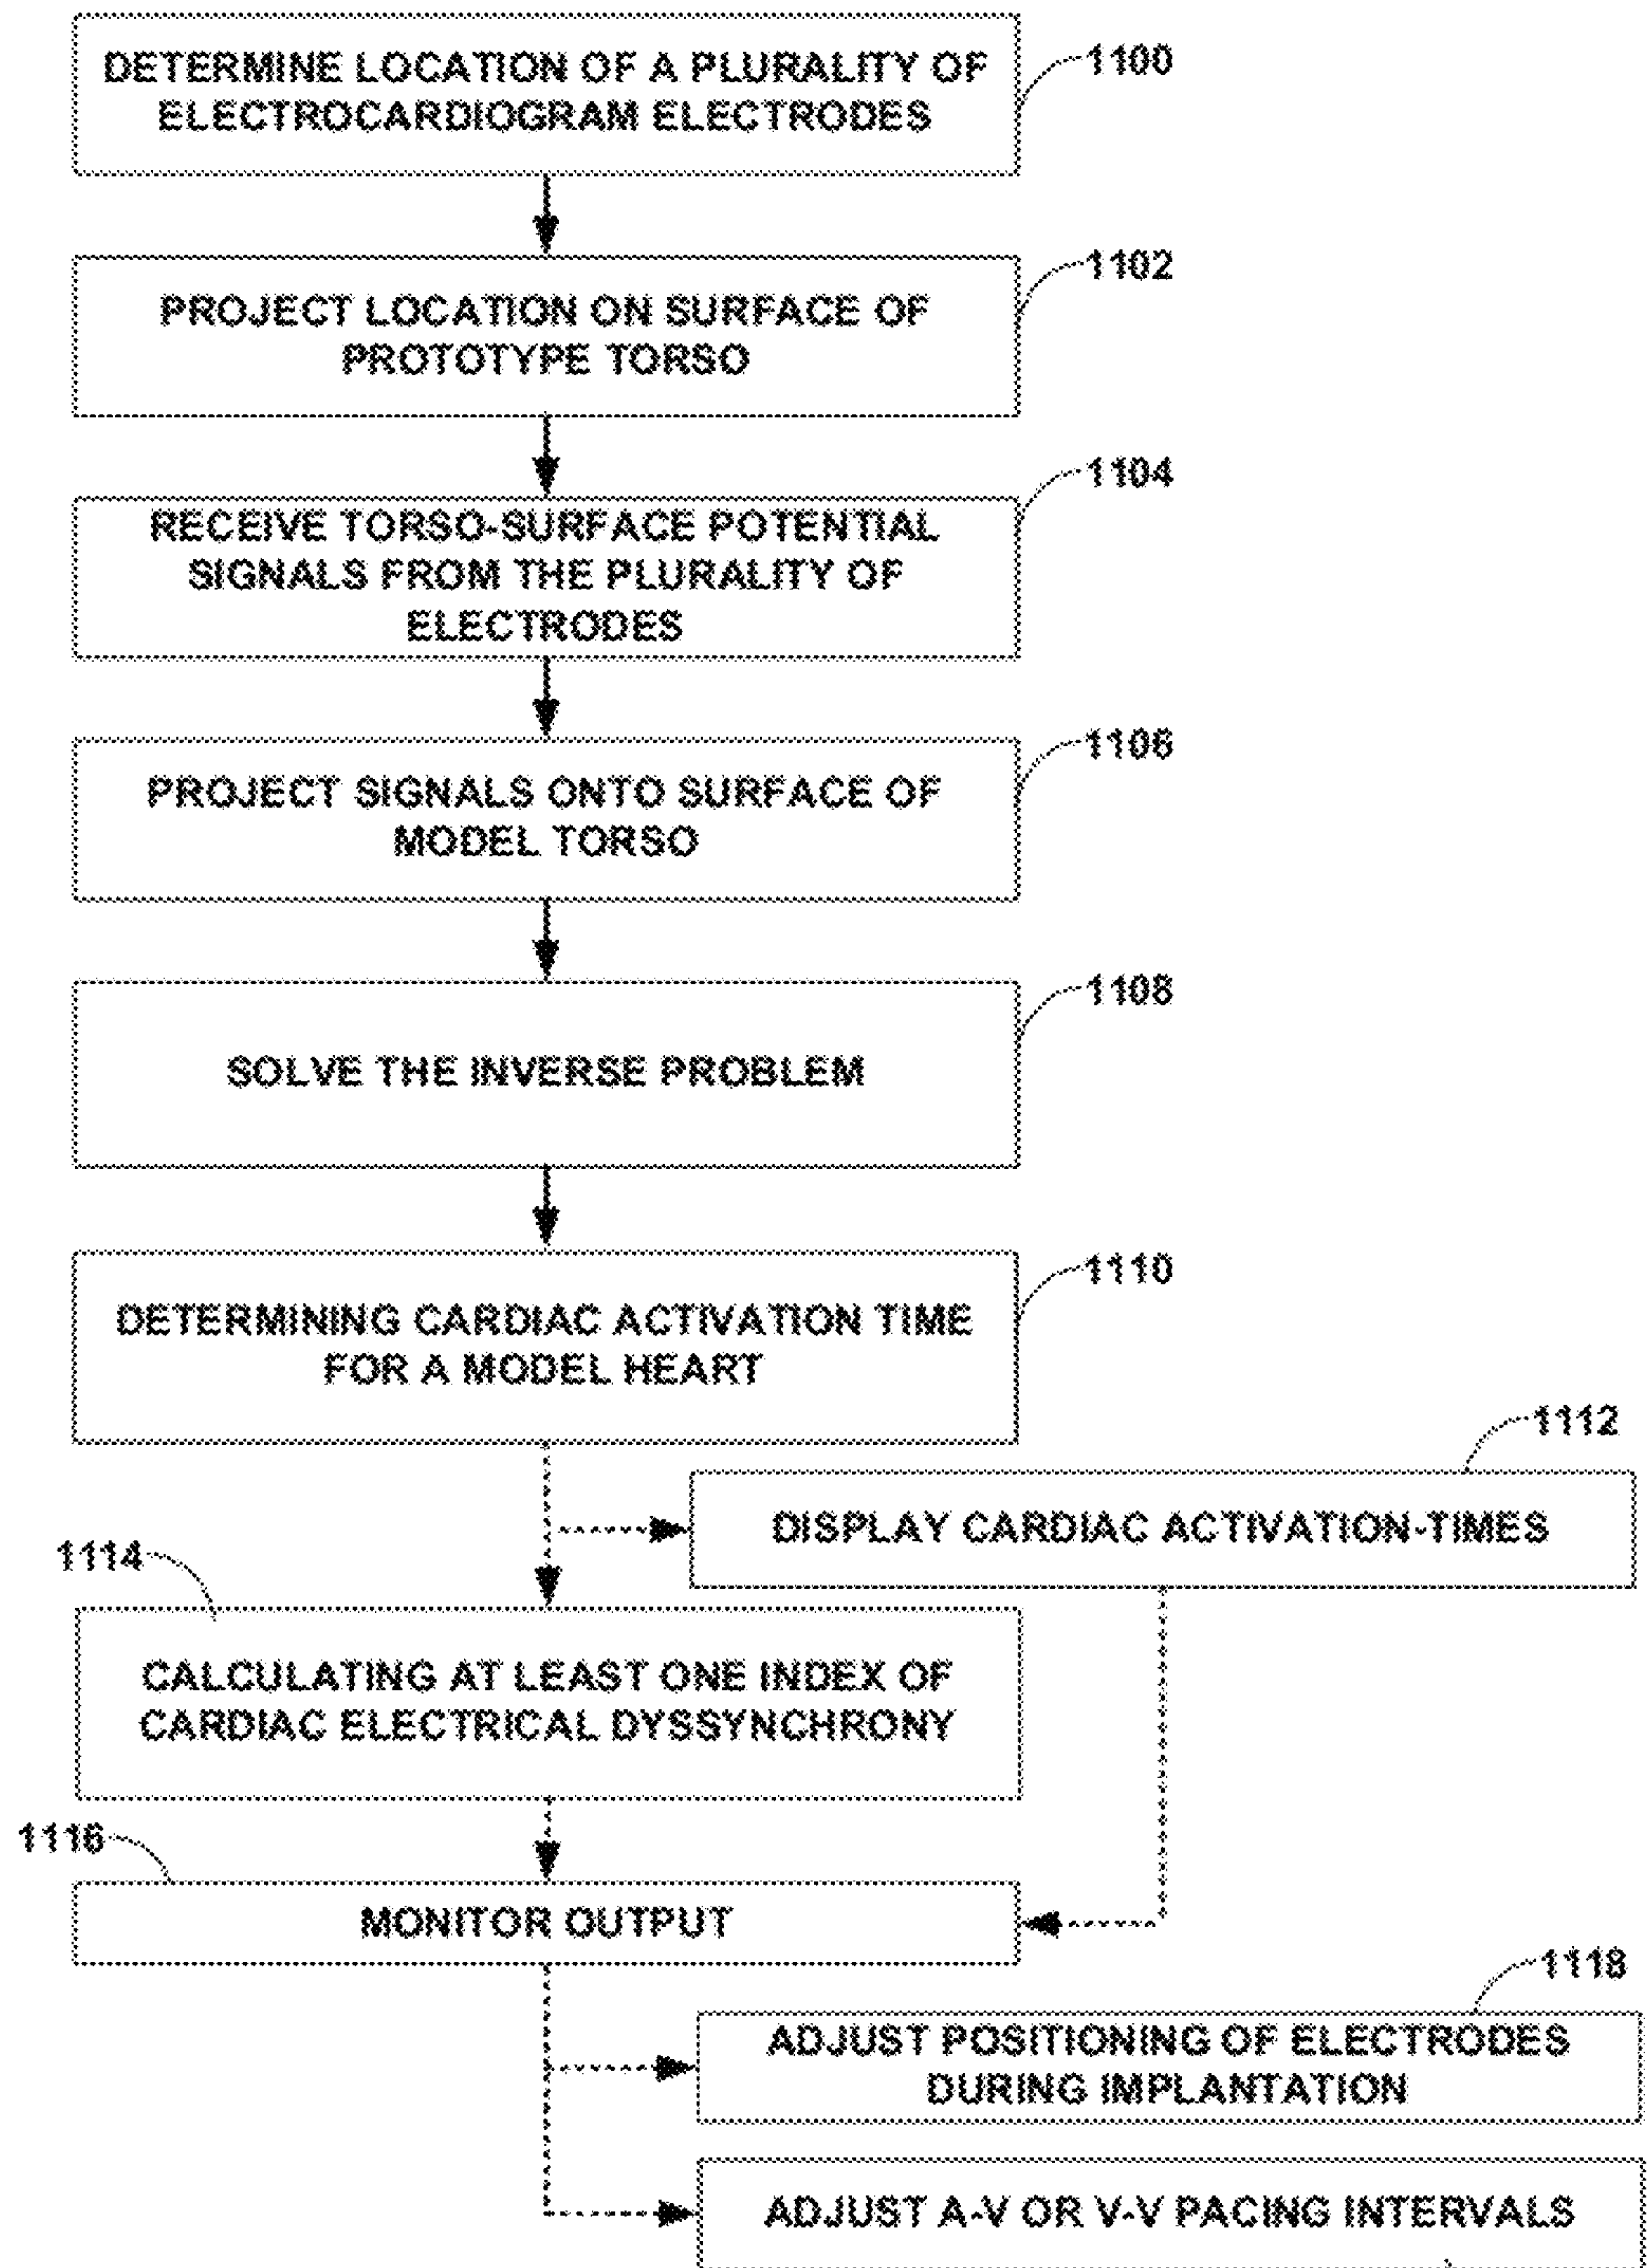 DETERMINE LOCATION OF A PLURALITY OF
ELECTROCARDIOGRAM ELECTRODES
1100
PROJECT LOCATION ON SURFACE OF
PROTOTYPE TORSO
1102
RECEIVE TORSO-SURFACE POTENTIAL
SIGNALS FROM THE PLURALITY OF
ELECTRODES
1104
PROJECT SIGNALS ONTO SURFACE OF
MODEL TORSO
1106
SOLVE THE INVERSE PROBLEM
1108
DETERMINING CARDIAC ACTIVATION TIME
FOR A MODEL HEART
1110
DISPLAY CARDIAC ACTIVATION-TIMES
1112
1114
CALCULATING AT LEAST ONE INDEX OF
CARDIAC ELECTRICAL DYSSYNCHRONY
1116
MONITOR OUTPUT
1118
ADJUST POSITIONING OF ELECTRODES
DURING IMPLANTATION
ADJUST A-V OR V-V PACING INTERVALS